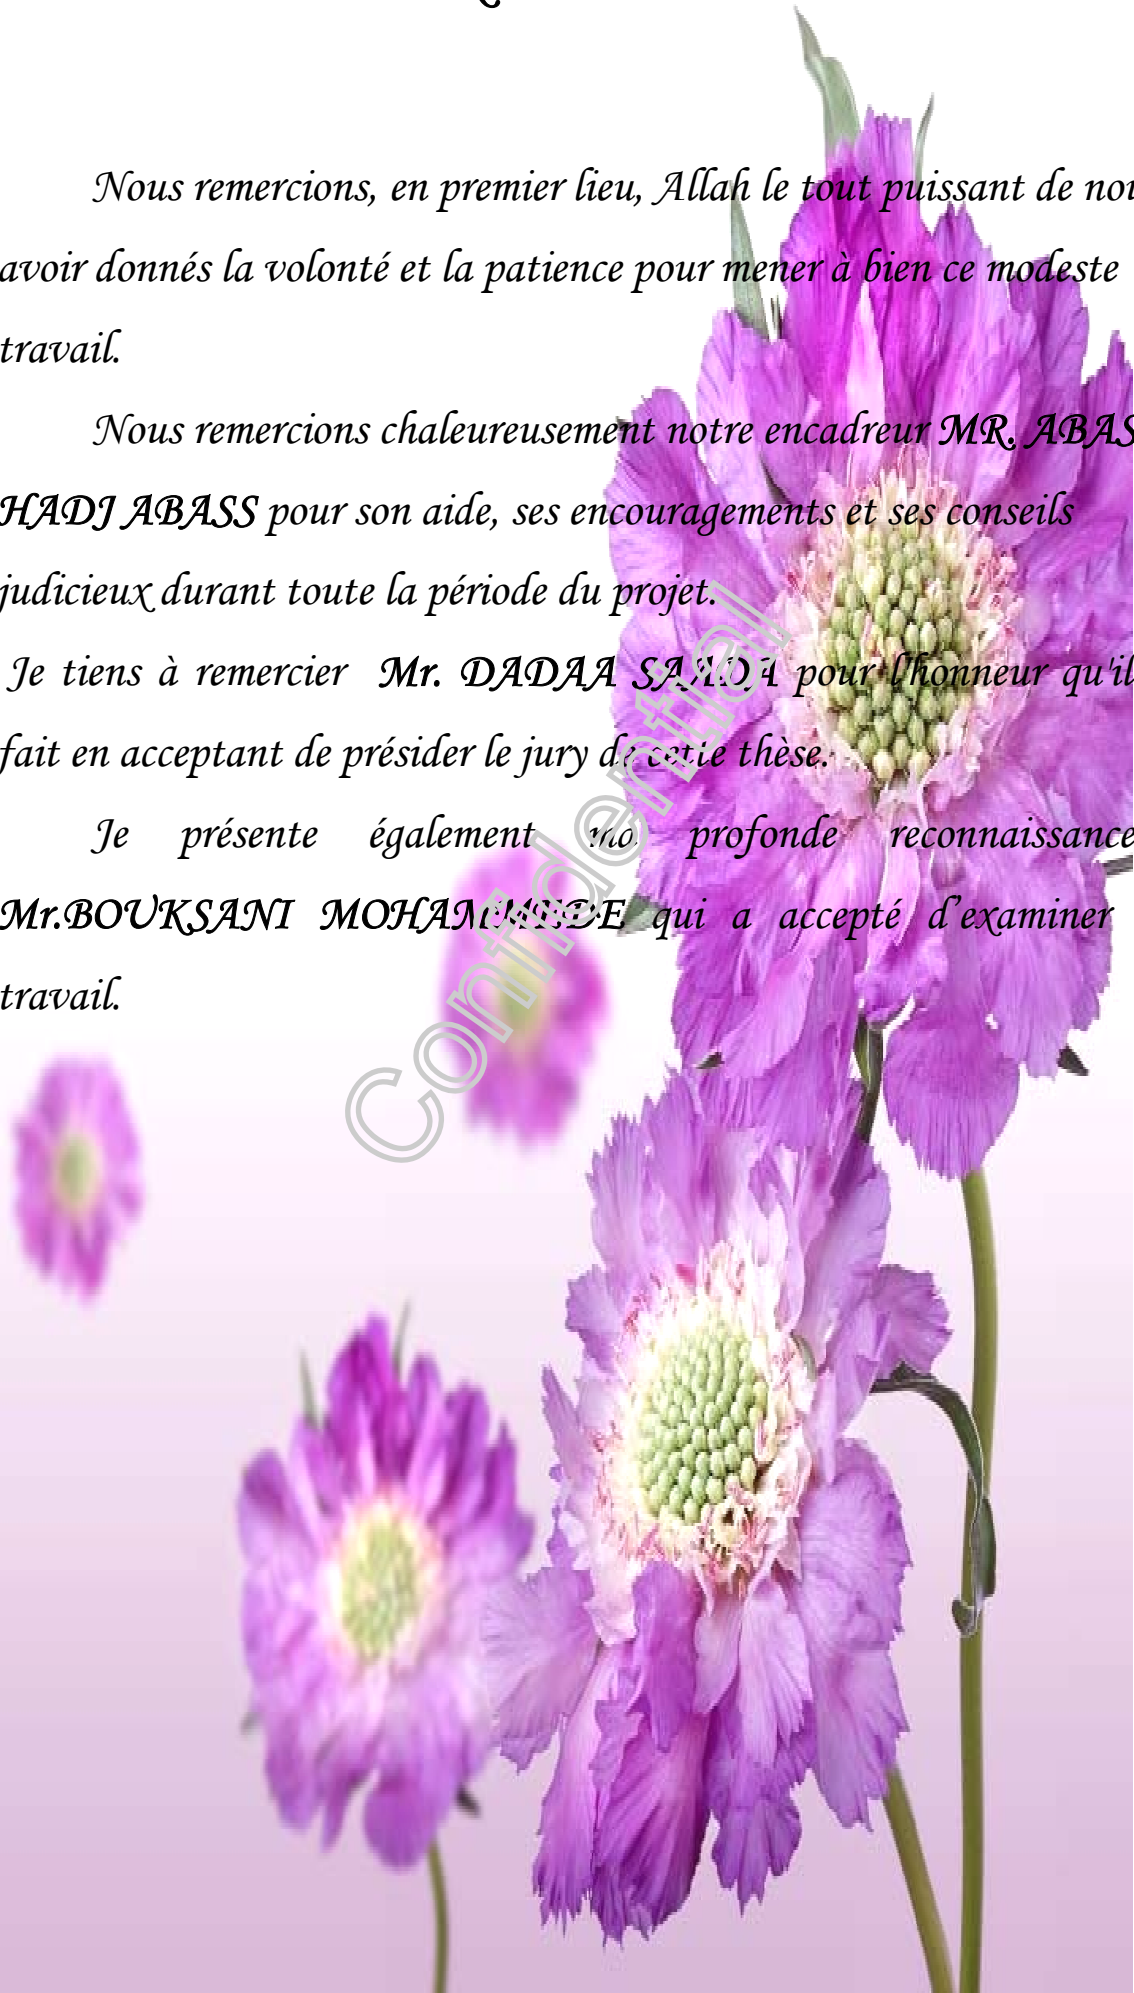 Nous remercions, en premier lieu, Allah le tout puissant de nou
avoir donnés la volonté et la patience pour mener à bien ce modeste
travail.
Nous remercions chaleureusement notre encadreur MR. ABAS
HADJ ABASS pour son aide, ses encouragements et ses conseils
judicieux durant toute la période du projet.
Je tiens à remercier Mr. DADAA SAADA pour l'honneur qu'il
fait en acceptant de présider le jury de cette thèse.
Je présente également profonde reconnaissance
Mr.BOUKSANI MOHAMMEDE qui a accepté d'examiner
travail.
Confidential